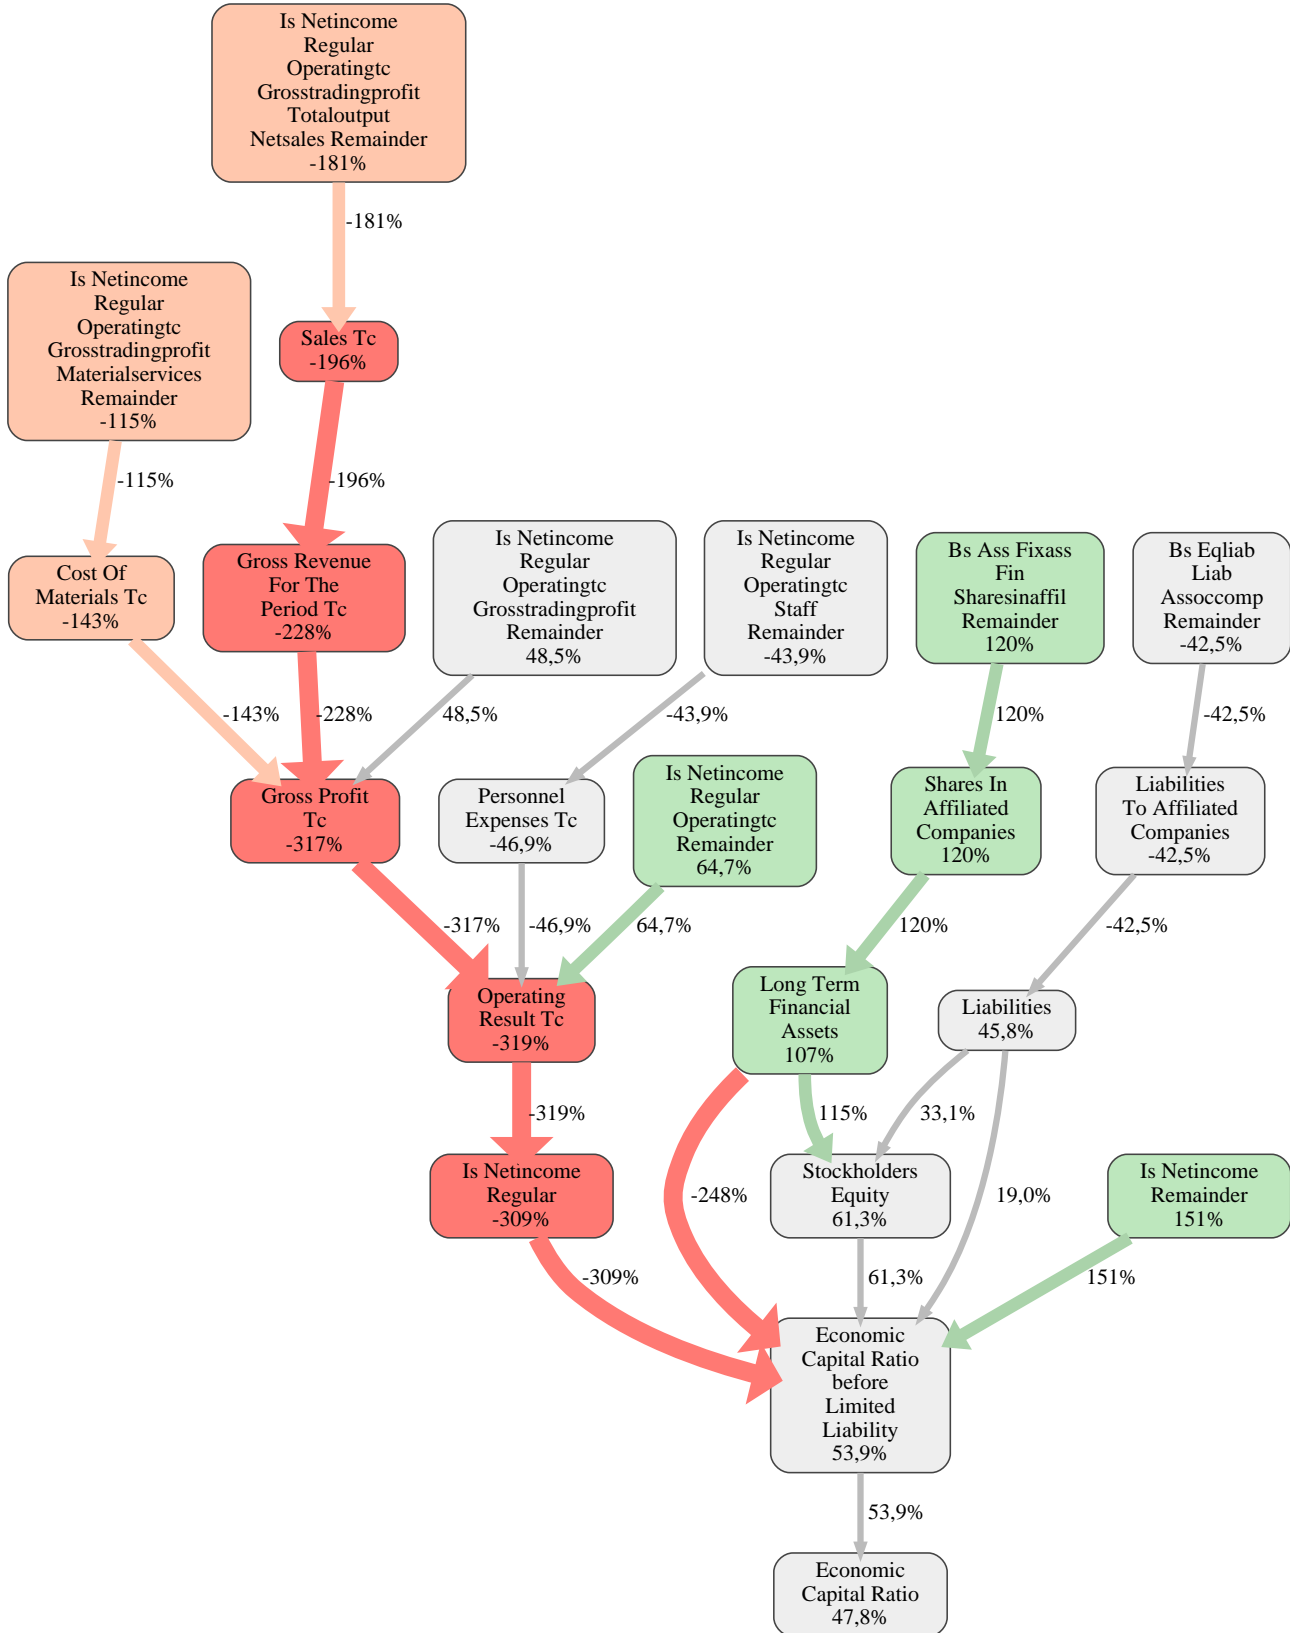 Is Netincome
Regular
Operatingtc
Grosstradingprofit
Totaloutput
Netsales Remainder
-181%
-181%
Is Netincome
Regular
Operatingtc
Grosstradingprofit
Materialservices
Remainder
-115%
Sales Tc
-196%
-115%
-196%
Cost Of
Materials Tc
-143%
Gross Revenue
For The
Period Tc
-228%
Is Netincome
Regular
Operatingtc
Grosstradingprofit
Remainder
48,5%
Is Netincome
Regular
Operatingtc
Staff
Remainder
-43,9%
Bs Ass Fixass
Fin
Sharesinaffil
Remainder
120%
Bs Eqliab
Liab
Assoccomp
Remainder
-42,5%
-143%
-228%
48,5%
-43,9%
120%
-42,5%
Gross Profit
Tc
-317%
Personnel
Expenses Tc
-46,9%
Is Netincome
Regular
Operatingtc
Remainder
64,7%
Shares In
Affiliated
Companies
120%
Liabilities
To Affiliated
Companies
-42,5%
-317%
-46,9%
64,7%
120%
-42,5%
Operating
Result Tc
-319%
Long Term
Financial
Assets
107%
Liabilities
45,8%
-319%
115%
33,1%
Is Netincome
Regular
-309%
-248%
Stockholders
Equity
61,3%
19,0%
Is Netincome
Remainder
151%
-309%
61,3%
151%
Economic
Capital Ratio
before
Limited
Liability
53,9%
53,9%
Economic
Capital Ratio
47,8%